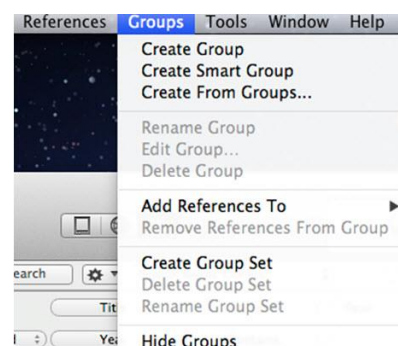 References Groups Tools Window Help
Create Group
Create Smart Group
Create From Groups...
Rename Group
Edit Group...
Delete Group
Add References To
Remove References From Group
Create Group Set
earch
Delete Group Set
Tit
Rename Group Set
Yea
Hide Groups